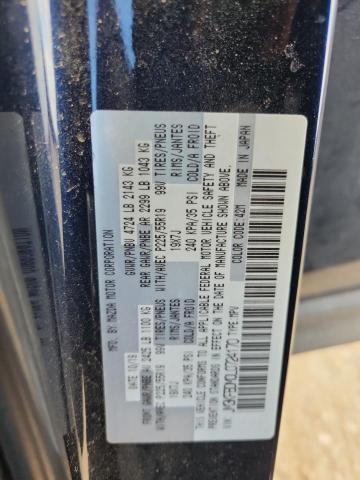 MFD. BY: MAZDA MOTOR CORPORATION
DATE: 10/19 GVWR/PNBV 4724 LB 2143 KG
FRONT GAWR/PNBE AV 2425 LB 1100 KG REAR GAWR/PNBE AR 2299 LB 1043 KG
WITH/AVEC P225/55R19 99V TIRES/PNEUS WITH/AVEC P225/55R19 99V TIRES/PNEUS
19X7J RIMS/JANTES 19X7J RIMS/JANTES
240 KPA/35 PSI COLD/A FROID 240 KPA/35 PSI COLD/A FROID
THIS VEHICLE CONFORMS TO ALL APPLICABLE FEDERAL MOTOR VEHICLE SAFETY AND THEFT
PREVENTION STANDARDS IN EFFECT ON THE DATE OF MANUFACTURE SHOWN ABOVE.
TYPE: MPV COLOR CODE: 42M MADE IN JAPAN
VIN: